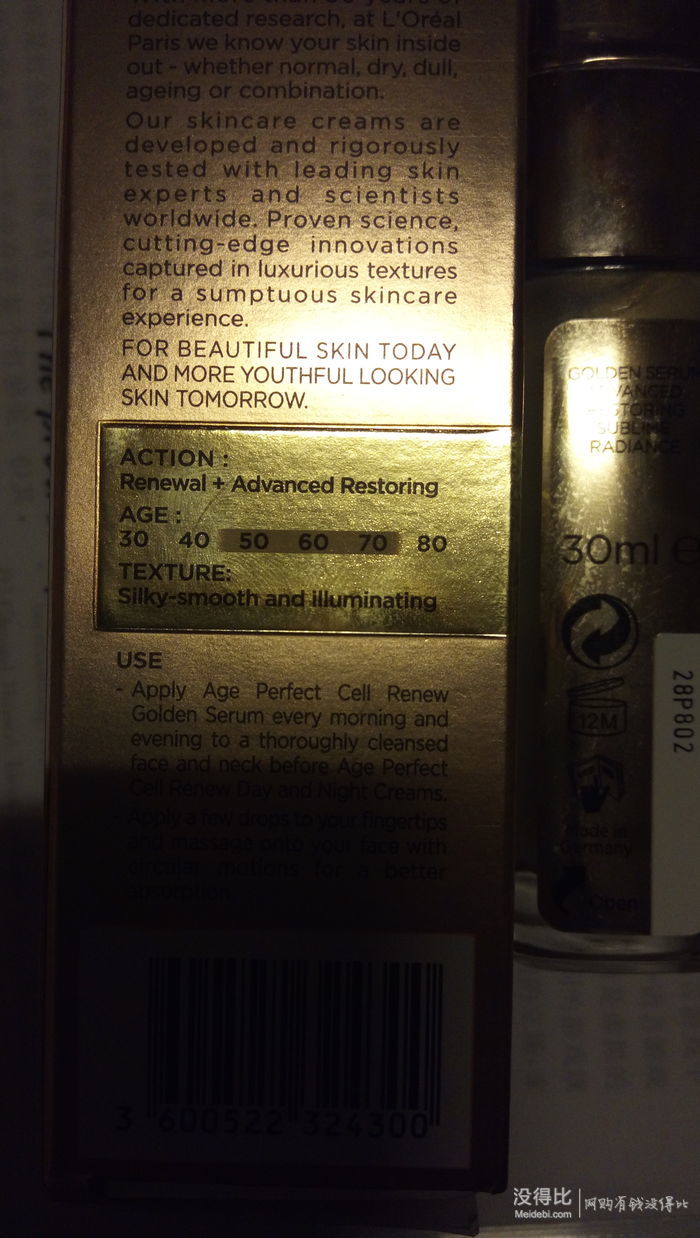 dedicated research, at L'Oréal
Paris we know your skin inside
out - whether normal, dry, dull,
ageing or combination.
Our skincare creams are
developed and rigorously
tested with leading skin
experts and scientists
worldwide. Proven science,
cutting-edge innovations
captured in luxurious textures
for a sumptuous skincare
experience.
FOR BEAUTIFUL SKIN TODAY
AND MORE YOUTHFUL LOOKING
SKIN TOMORROW.
ACTION :
Renewal + Advanced Restoring
AGE :
30 40 50 60 70 80
TEXTURE:
Silky-smooth and illuminating
USE
- Apply Age Perfect Cell Renew
Golden Serum every morning and
evening to a thoroughly cleansed
face and neck before Age Perfect
Cell Renew Day and Night Creams.
- Apply a few drops to your fingertips
and massage onto your face with
circular motions for a better
absorption.
3 600522 324300
GOLDEN SERUM
ADVANCED
RESTORING
SUBLIME
RADIANCE
30ml e
12M
Made in
Germany
Open
28P802
没得比
Meidebi.com
网购有钱没得比